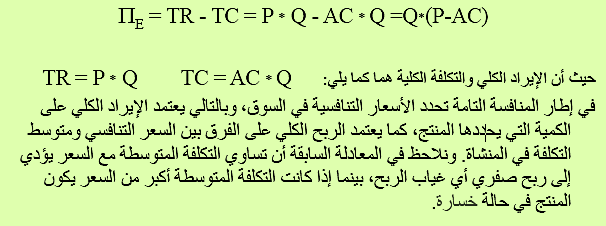 Π_E = TR - TC = P * Q - AC * Q =Q*(P-AC)
حيث أن الإيراد الكلي والتكلفة الكلية هما كما يلي: TC = AC * Q TR = P * Q
في إطار المنافسة التامة تحدد الأسعار التنافسية في السوق، وبالتالي يعتمد الإيراد الكلي على
الكمية التي يحاددها المنتج، كما يعتمد الربح الكلي على الفرق بين السعر التنافسي ومتوسط
التكلفة في المنشاة. ونلاحظ في المعادلة السابقة أن تساوي التكلفة المتوسطة مع السعر يؤدي
إلى ربح صفري أي غياب الربح، بينما إذا كانت التكلفة المتوسطة أكبر من السعر يكون
المنتج في حالة خسارة.